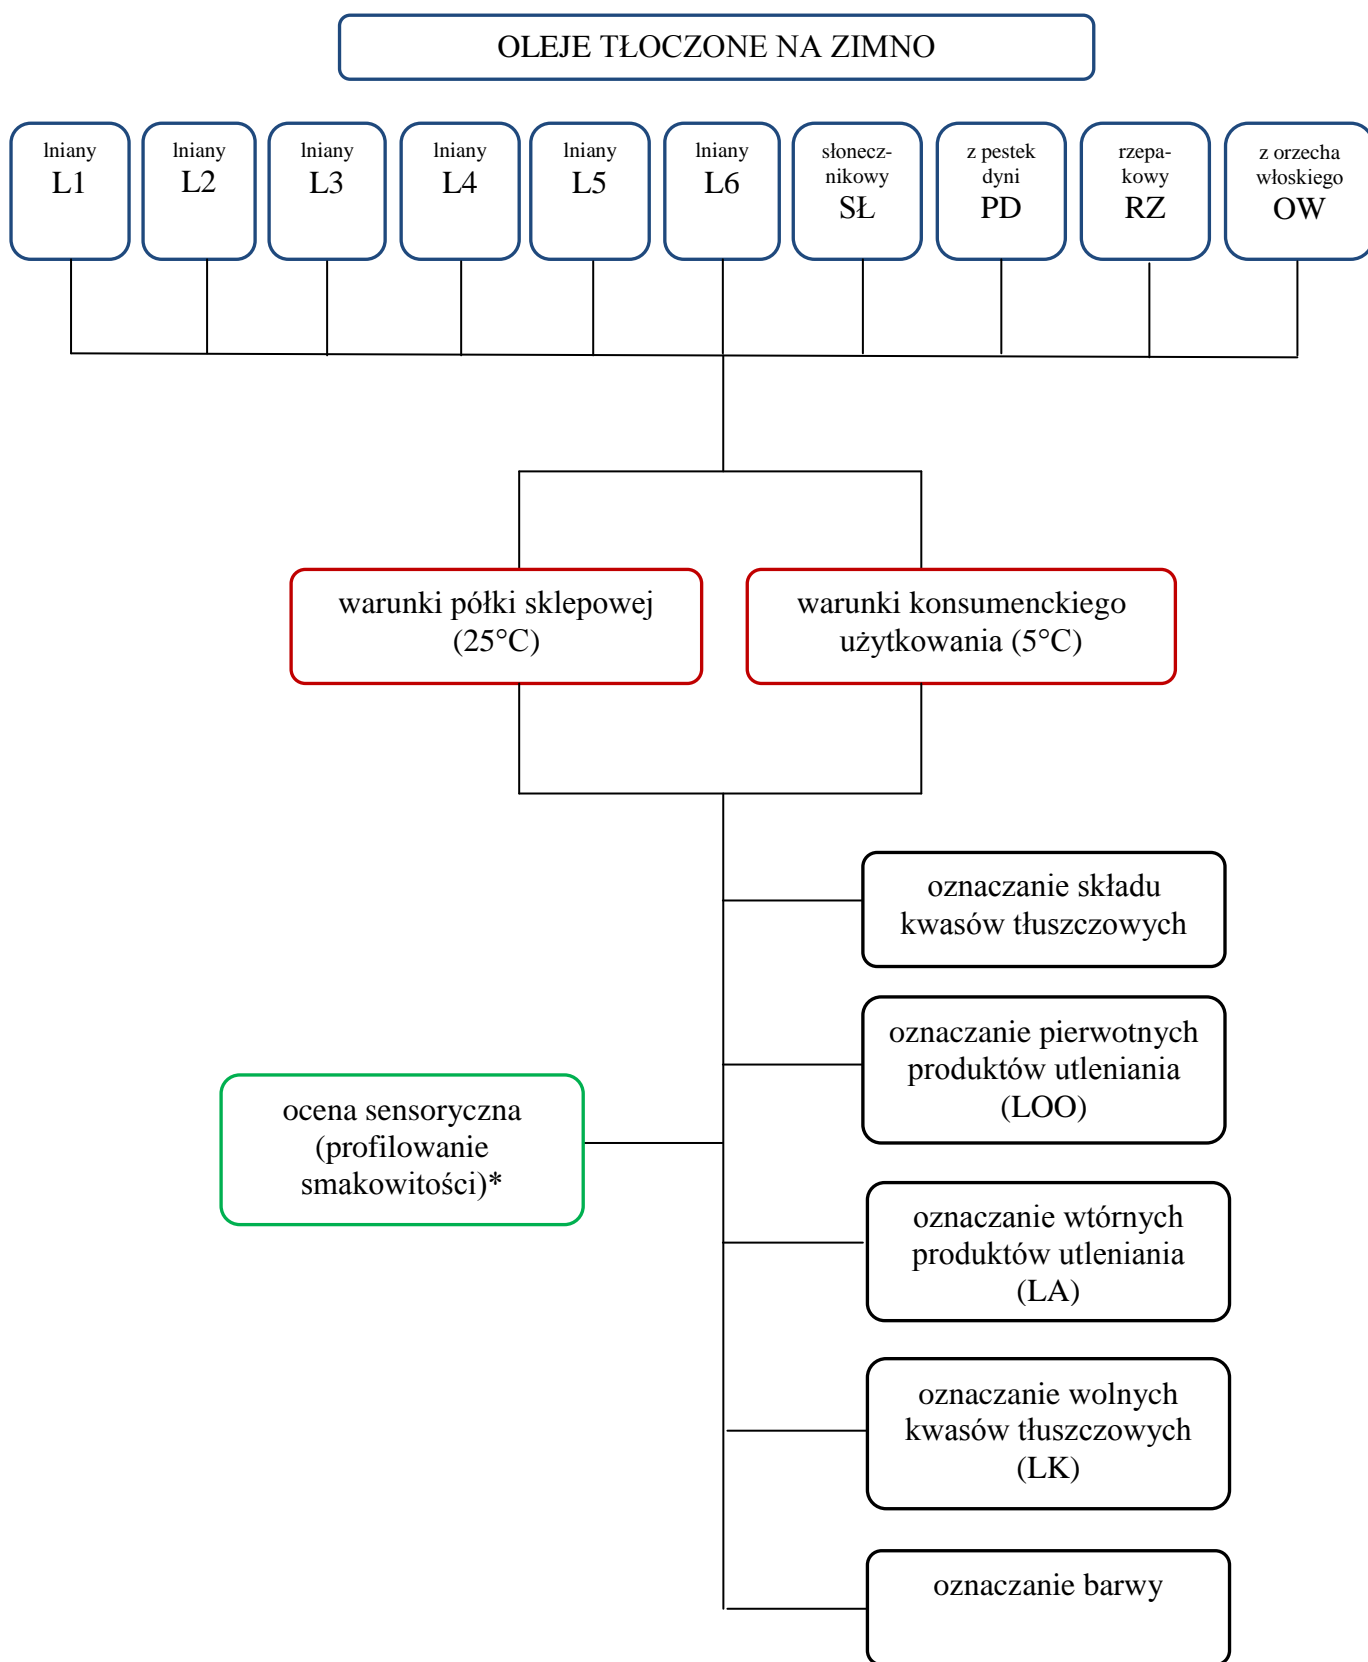 OLEJE TŁOCZONE NA ZIMNO
lniany
L1
lniany
L2
lniany
L3
lniany
L4
lniany
L5
lniany
L6
słonecz-
nikowy
SŁ
z pestek
dyni
PD
rzepa-
kowy
RZ
z orzecha
włoskiego
OW
warunki półki sklepowej
(25°C)
warunki konsumenckiego
użytkowania (5°C)
oznaczanie składu
kwasów tłuszczowych
oznaczanie pierwotnych
produktów utleniania
(LOO)
ocena sensoryczna
(profilowanie
smakowitości)*
oznaczanie wtórnych
produktów utleniania
(LA)
oznaczanie wolnych
kwasów tłuszczowych
(LK)
oznaczanie barwy